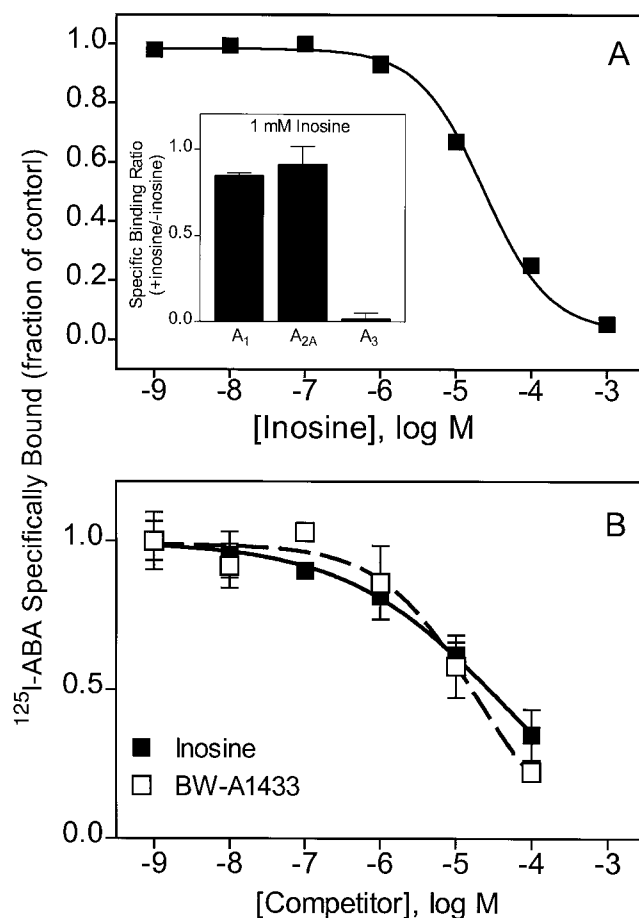 ¹²⁵I-ABA Specifically Bound (fraction of contorl)
A
1.0
0.8
0.6
0.4
0.2
0.0
1 mM Inosine
Specific Binding Ratio
(+inosine/-inosine)
1.0
0.5
0.0
A₁ A₂A A₃
-9 -8 -7 -6 -5 -4 -3
[Inosine], log M
B
1.0
0.5
0.0
Inosine
BW-A1433
-9 -8 -7 -6 -5 -4 -3
[Competitor], log M